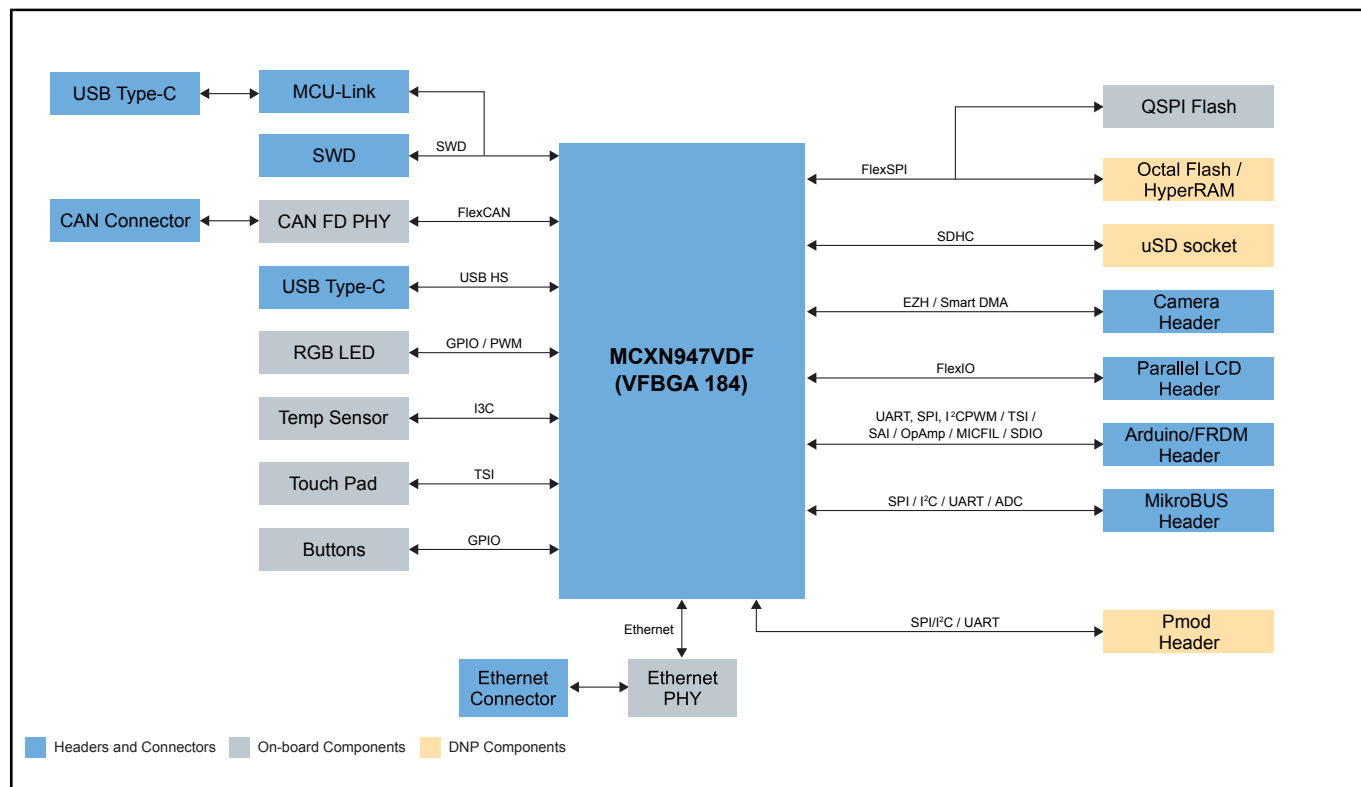 USB Type-C
MCU-Link
SWD
SWD
CAN Connector
CAN FD PHY
FlexCAN
USB Type-C
USB HS
RGB LED
GPIO / PWM
Temp Sensor
I3C
Touch Pad
TSI
Buttons
GPIO
MCXN947VDF
(VFBGA 184)
FlexSPI
QSPI Flash
Octal Flash /
HyperRAM
SDHC
uSD socket
EZH / Smart DMA
Camera
Header
FlexIO
Parallel LCD
Header
UART, SPI, I²CPWM / TSI /
SAI / OpAmp / MICFIL / SDIO
Arduino/FRDM
Header
SPI / I²C / UART / ADC
MikroBUS
Header
SPI/I²C / UART
Pmod
Header
Ethernet
Ethernet
Connector
Ethernet
PHY
Headers and Connectors
On-board Components
DNP Components